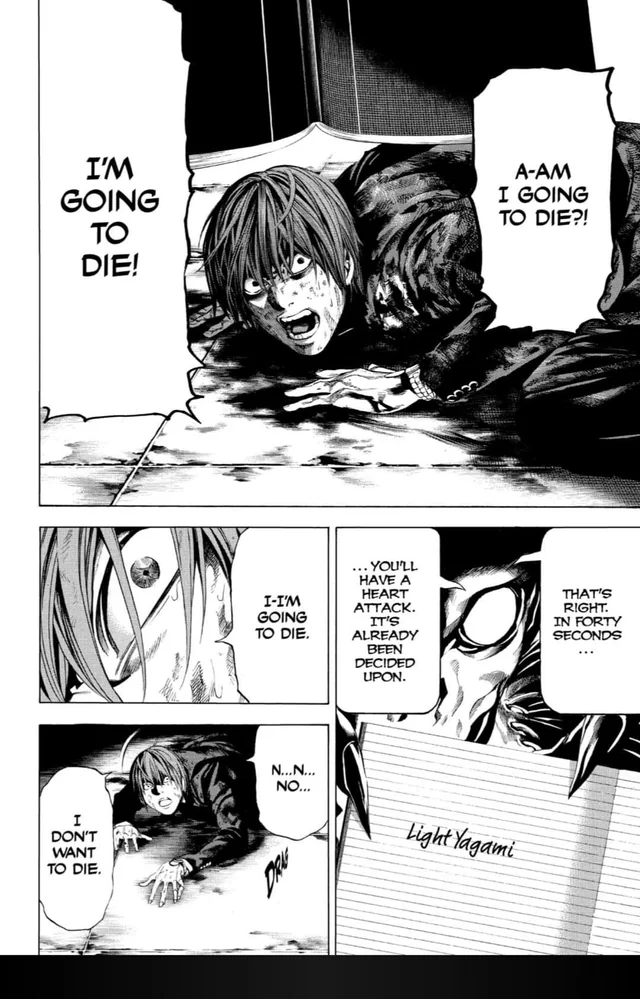 A-AM
I GOING
TO DIE?!
I'M
GOING
TO
DIE!
THAT'S
RIGHT.
IN FORTY
SECONDS
...
...YOU'LL
HAVE A
HEART
ATTACK.
IT'S
ALREADY
BEEN
DECIDED
UPON.
Light Yagami
I-I'M
GOING
TO DIE.
N...N...
NO...
DRAG
I
DON'T
WANT
TO DIE.